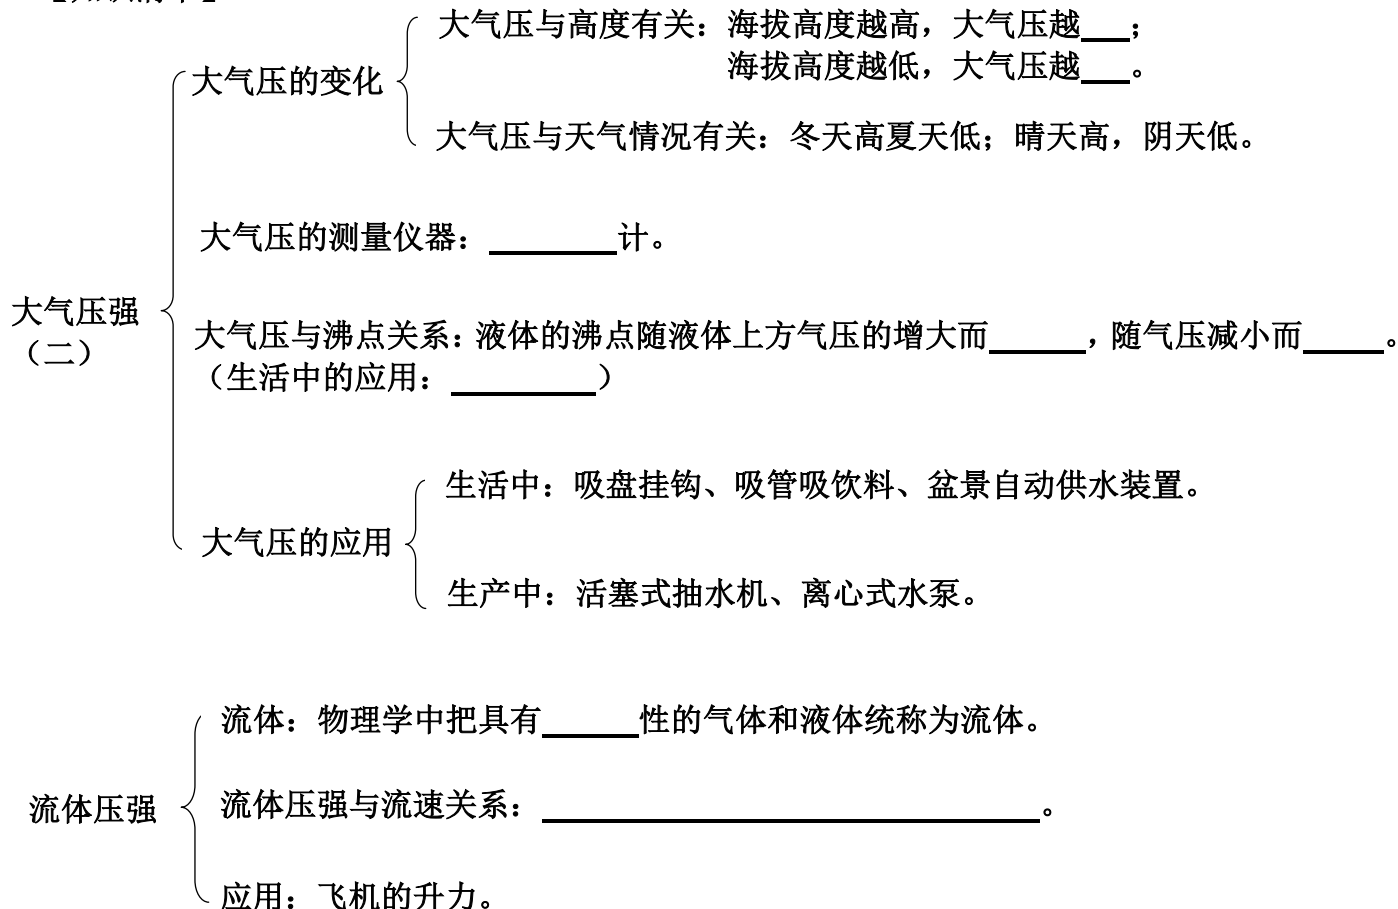 大气压与高度有关：海拔高度越高，大气压越___；
海拔高度越低，大气压越___。
大气压的变化
大气压与天气情况有关：冬天高夏天低；晴天高，阴天低。
大气压的测量仪器：________计。
大气压强
（二）
大气压与沸点关系：液体的沸点随液体上方气压的增大而______，随气压减小而_____。
（生活中的应用：_________）
生活中：吸盘挂钩、吸管吸饮料、盆景自动供水装置。
大气压的应用
生产中：活塞式抽水机、离心式水泵。
流体：物理学中把具有______性的气体和液体统称为流体。
流体压强
流体压强与流速关系：_______________________________。
应用：飞机的升力。